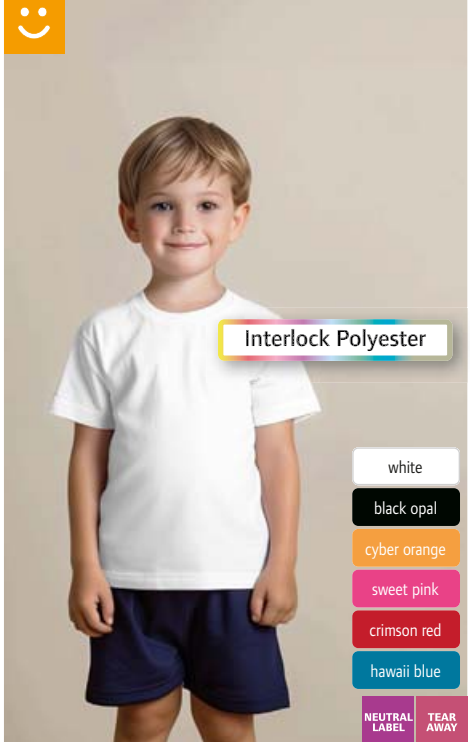 Interlock Polyester
white
black opal
cyber orange
sweet pink
crimson red
hawaii blue
NEUTRAL
LABEL
TEAR
AWAY